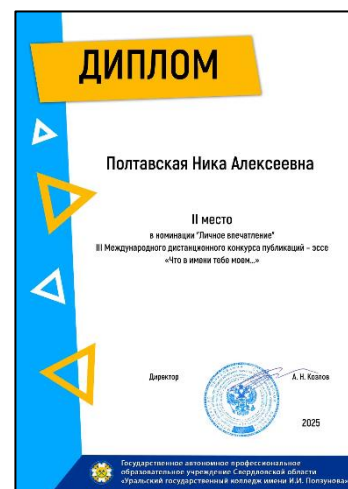 ДИПЛОМ
Полтавская Ника Алексеевна
II место
в номинации "Личное впечатление"
III Международного дистанционного конкурса публикаций – эссе
«Что в имени тебе моем...»
Директор
А. Н. Козлов
2025
Государственное автономное профессиональное
образовательное учреждение Свердловской области
«Уральский государственный колледж имени И.И. Ползунова»